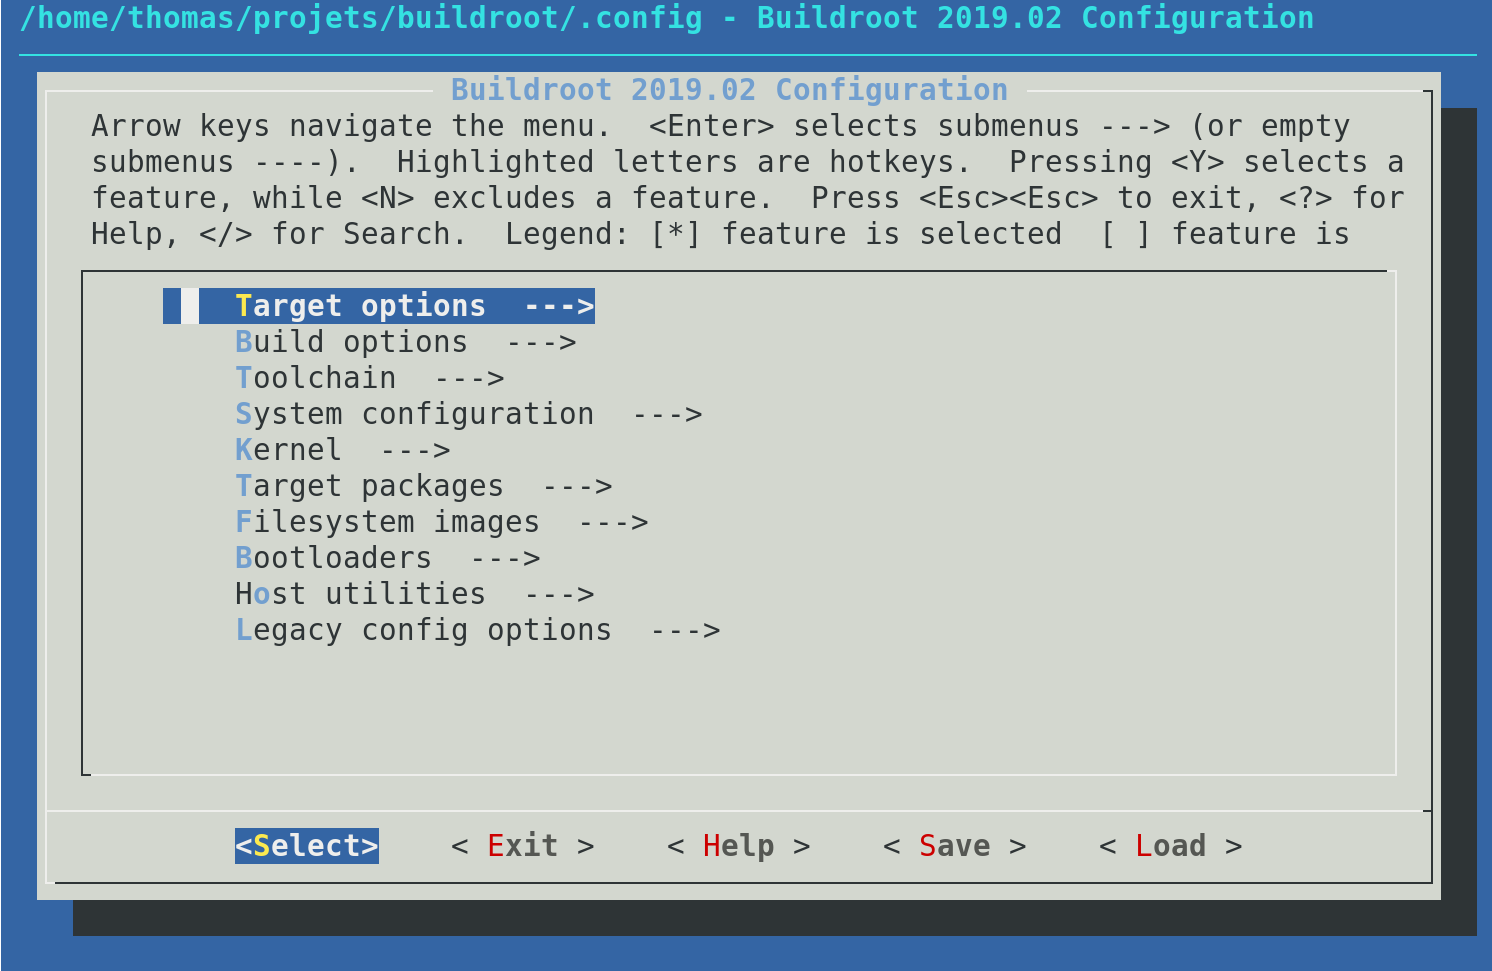 /home/thomas/projets/buildroot/.config - Buildroot 2019.02 Configuration
Buildroot 2019.02 Configuration
Arrow keys navigate the menu.  <Enter> selects submenus ---> (or empty
submenus ----).  Highlighted letters are hotkeys.  Pressing <Y> selects a
feature, while <N> excludes a feature.  Press <Esc><Esc> to exit, <?> for
Help, </> for Search.  Legend: [*] feature is selected  [ ] feature is
Target options  --->
Build options  --->
Toolchain  --->
System configuration  --->
Kernel  --->
Target packages  --->
Filesystem images  --->
Bootloaders  --->
Host utilities  --->
Legacy config options  --->
<Select>    < Exit >    < Help >    < Save >    < Load >